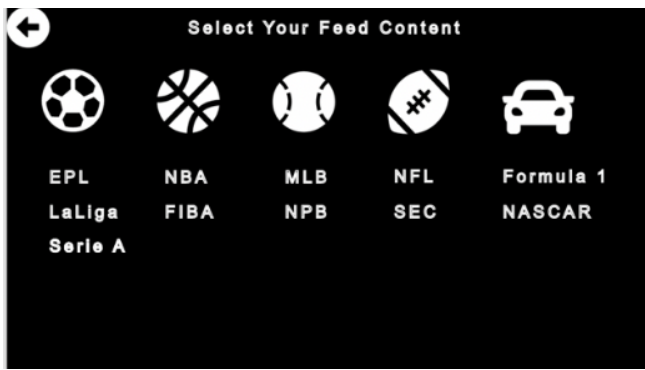 Select Your Feed Content
EPL NBA MLB NFL Formula 1
LaLiga FIBA NPB SEC NASCAR
Serie A